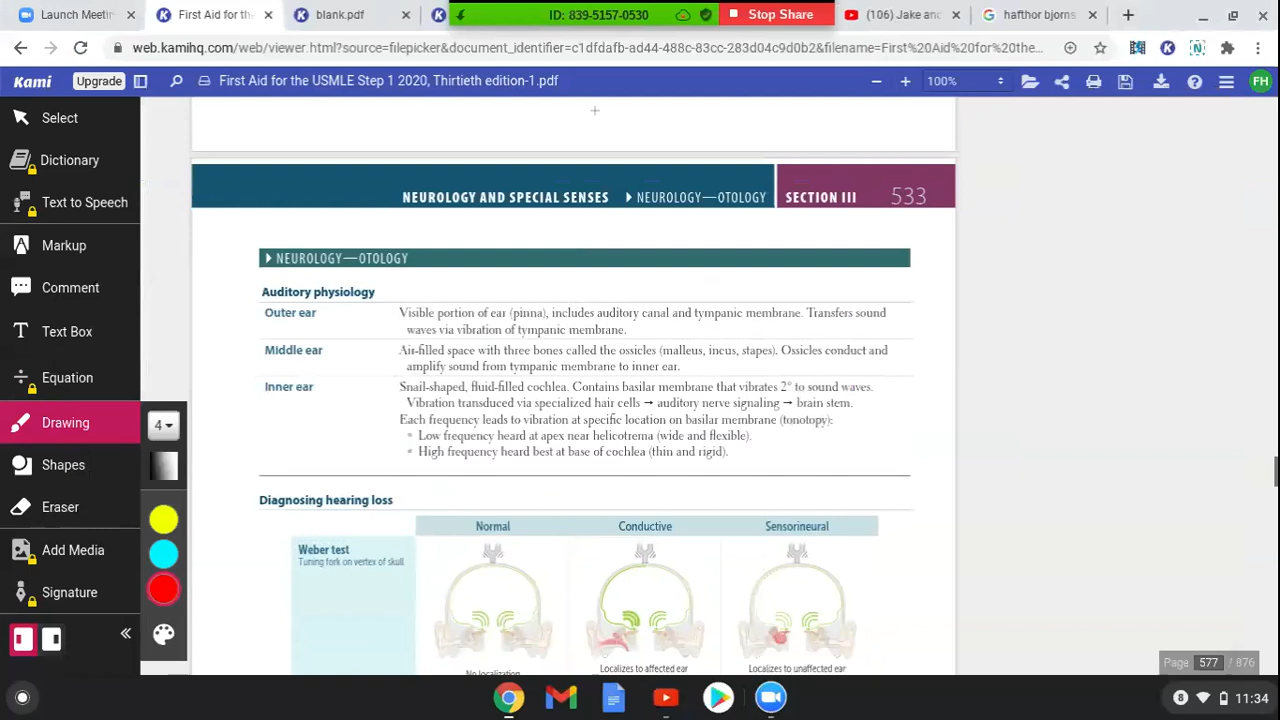 Launch Meetin
First Aid for the
blank.pdf
ID: 839-5157-0530
Stop Share
(106) Jake and
hafthor bjorns
web.kamihq.com/web/viewer.html?source=filepicker&document_identifier=c1dfdafb-ad44-488c-83cc-283d04c9d0b2&filename=First%20Aid%20for%20the...
Kami
Upgrade
First Aid for the USMLE Step 1 2020, Thirtieth edition-1.pdf
100%
FH
Select
Dictionary
Text to Speech
Markup
Comment
Text Box
Equation
Drawing
4
Shapes
Eraser
Add Media
Signature
NEUROLOGY AND SPECIAL SENSES
NEUROLOGY—OTOLOGY
SECTION III
533
NEUROLOGY—OTOLOGY
Auditory physiology
Outer ear
Visible portion of ear (pinna), includes auditory canal and tympanic membrane. Transfers sound
waves via vibration of tympanic membrane.
Middle ear
Air-filled space with three bones called the ossicles (malleus, incus, stapes). Ossicles conduct and
amplify sound from tympanic membrane to inner ear.
Inner ear
Snail-shaped, fluid-filled cochlea. Contains basilar membrane that vibrates 2° to sound waves.
Vibration transduced via specialized hair cells → auditory nerve signaling → brain stem.
Each frequency leads to vibration at specific location on basilar membrane (tonotopy):
Low frequency heard at apex near helicotrema (wide and flexible).
High frequency heard best at base of cochlea (thin and rigid).
Diagnosing hearing loss
Normal
Conductive
Sensorineural
Weber test
Tuning fork on vertex of skull
No localization
Localizes to affected ear
Localizes to unaffected ear
Page 577 / 876
8
11:34